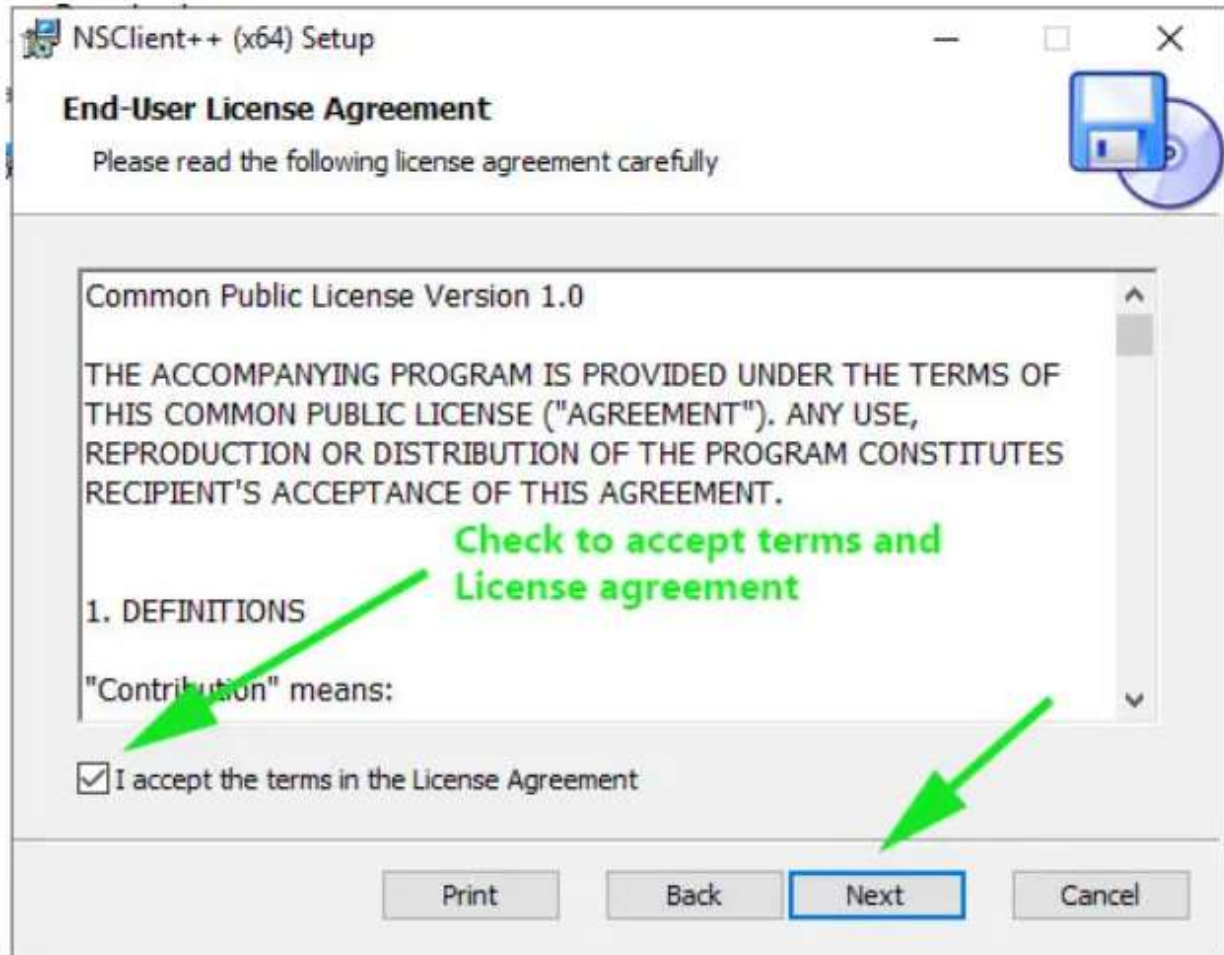 NSClient++ (x64) Setup
End-User License Agreement
Please read the following license agreement carefully
Common Public License Version 1.0
THE ACCOMPANYING PROGRAM IS PROVIDED UNDER THE TERMS OF
THIS COMMON PUBLIC LICENSE ("AGREEMENT"). ANY USE,
REPRODUCTION OR DISTRIBUTION OF THE PROGRAM CONSTITUTES
RECIPIENT'S ACCEPTANCE OF THIS AGREEMENT.
Check to accept terms and
License agreement
1. DEFINITIONS
"Contribution" means:
I accept the terms in the License Agreement
Print Back Next Cancel